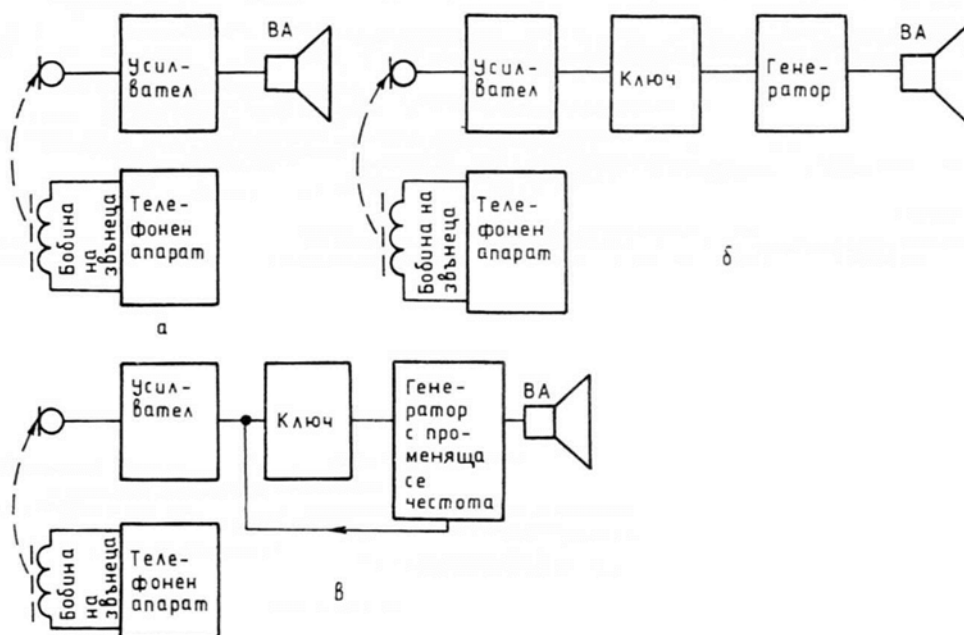 Усил-
вател
ВА
Бобина
на
звънеца
Теле-
фонен
апарат
а
Усил-
вател
Ключ
Гене-
ратор
ВА
Бобина на
звънеца
Теле-
фонен
апарат
б
Усил-
вател
Ключ
Гене-
ратор
с про-
меняща
се
честота
ВА
Бобина
на
звънеца
Теле-
фонен
апарат
в